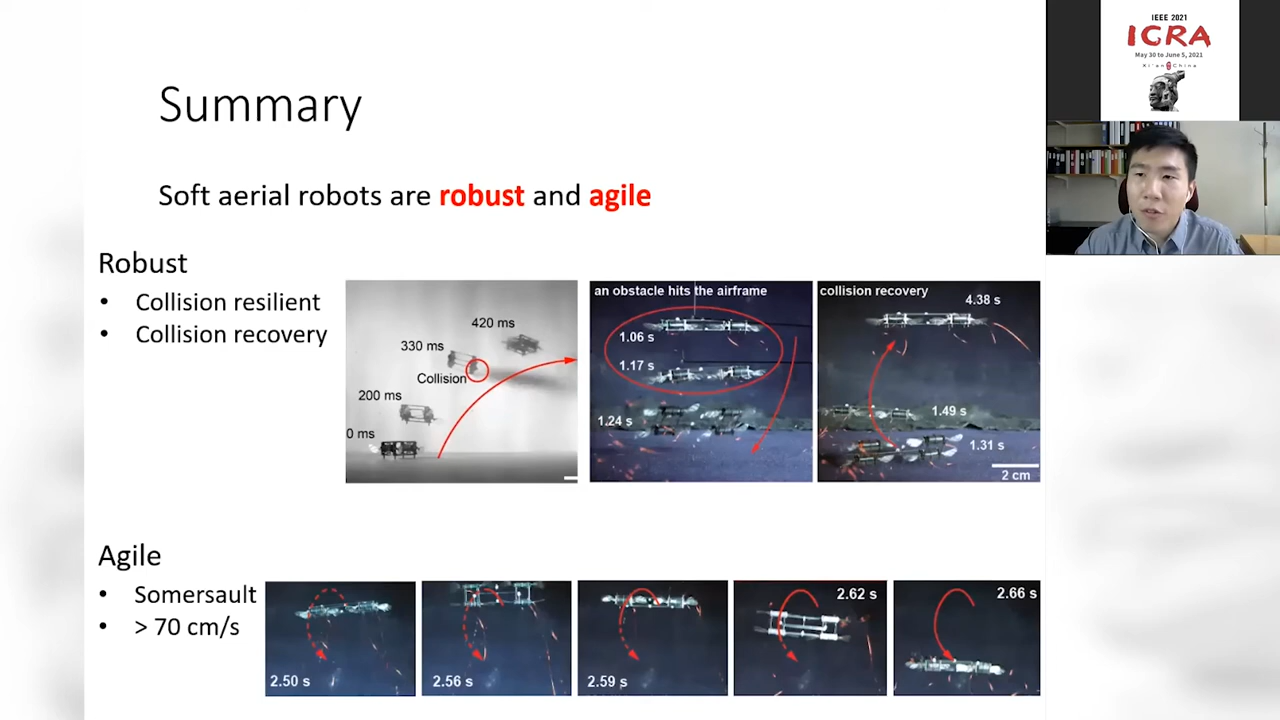 Summary
Soft aerial robots are robust and agile
Robust
• Collision resilient
• Collision recovery
0 ms
200 ms
330 ms
Collision
420 ms
an obstacle hits the airframe
1.06 s
1.17 s
1.24 s
collision recovery
4.38 s
1.49 s
1.31 s
2 cm
Agile
• Somersault
• > 70 cm/s
2.50 s
2.56 s
2.59 s
2.62 s
2.66 s
IEEE 2021
ICRA
May 30 to June 5, 2021
Xi'an China